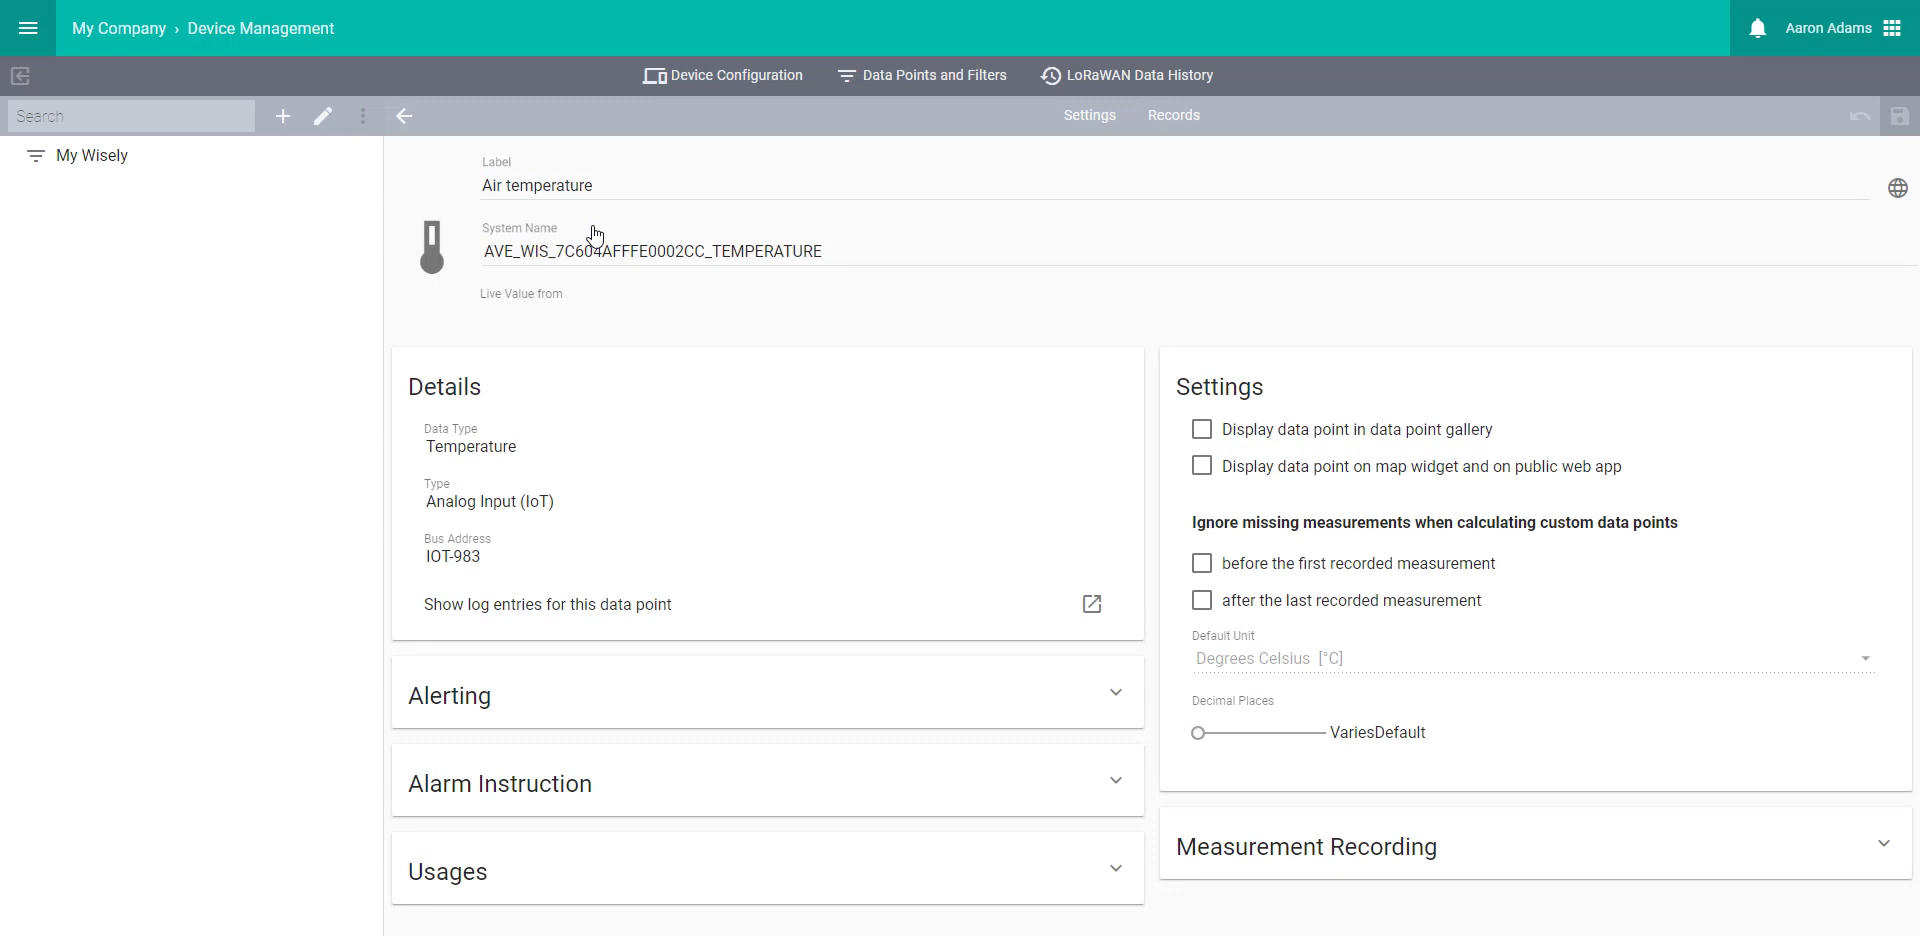 My Company › Device Management
Aaron Adams
Device Configuration
Data Points and Filters
LoRaWAN Data History
Search
Settings
Records
My Wisely
Label
Air temperature
System Name
AVE_WIS_7C604AFFFE0002CC_TEMPERATURE
Live Value from
Details
Data Type
Temperature
Type
Analog Input (IoT)
Bus Address
IOT-983
Show log entries for this data point
Alerting
Alarm Instruction
Usages
Settings
Display data point in data point gallery
Display data point on map widget and on public web app
Ignore missing measurements when calculating custom data points
before the first recorded measurement
after the last recorded measurement
Default Unit
Degrees Celsius [°C]
Decimal Places
VariesDefault
Measurement Recording